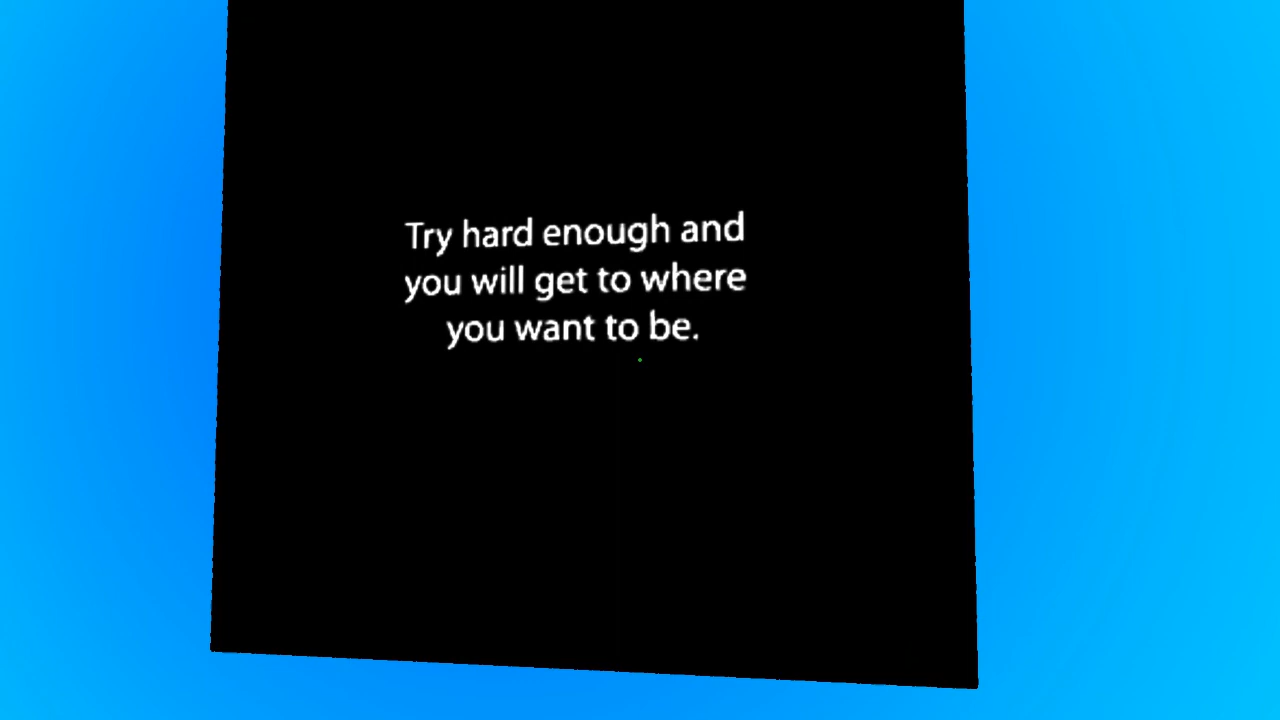 Try hard enough and
you will get to where
you want to be.